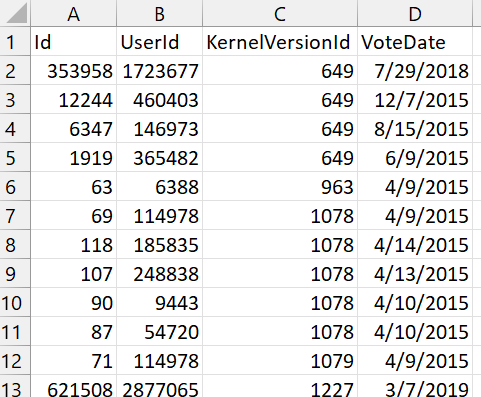 A B C D
1 Id UserId KernelVersionId VoteDate
2 353958 1723677 649 7/29/2018
3 12244 460403 649 12/7/2015
4 6347 146973 649 8/15/2015
5 1919 365482 649 6/9/2015
6 63 6388 963 4/9/2015
7 69 114978 1078 4/9/2015
8 118 185835 1078 4/14/2015
9 107 248838 1078 4/13/2015
10 90 9443 1078 4/10/2015
11 87 54720 1078 4/10/2015
12 71 114978 1079 4/9/2015
13 621508 2877065 1227 3/7/2019